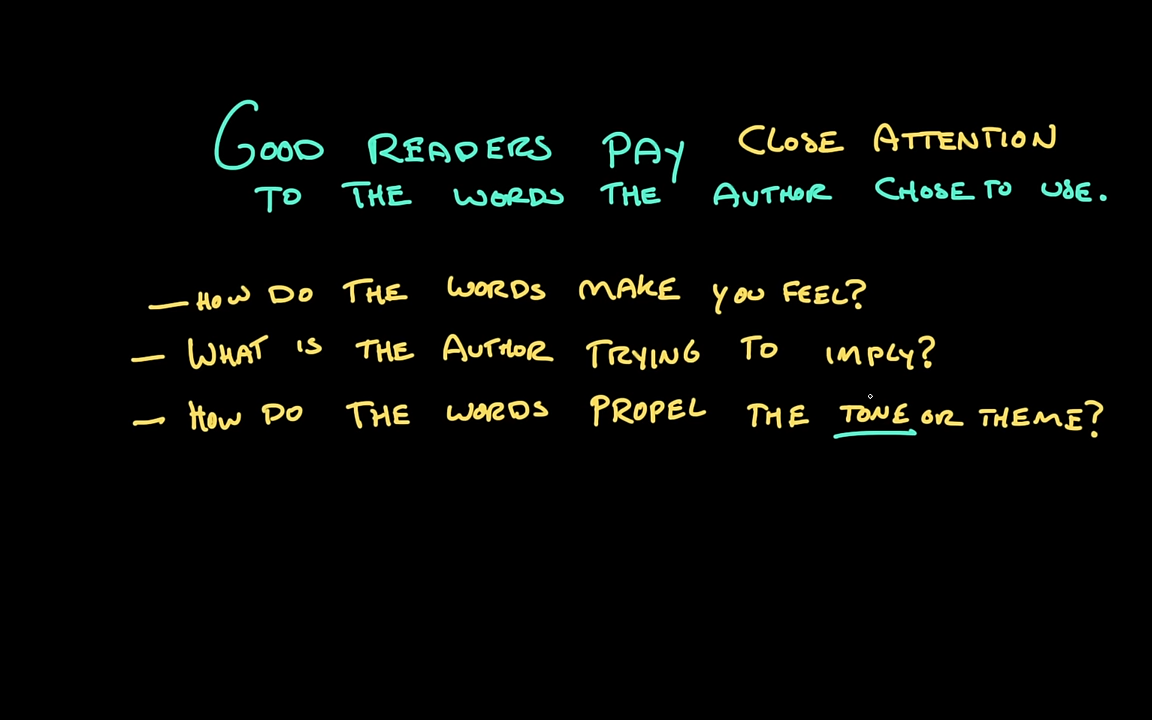 GOOD READERS PAY CLOSE ATTENTION
TO THE WORDS THE AUTHOR CHOSE TO USE.
- HOW DO THE WORDS MAKE YOU FEEL?
- WHAT IS THE AUTHOR TRYING TO IMPLY?
- HOW DO THE WORDS PROPEL THE TONE OR THEME?